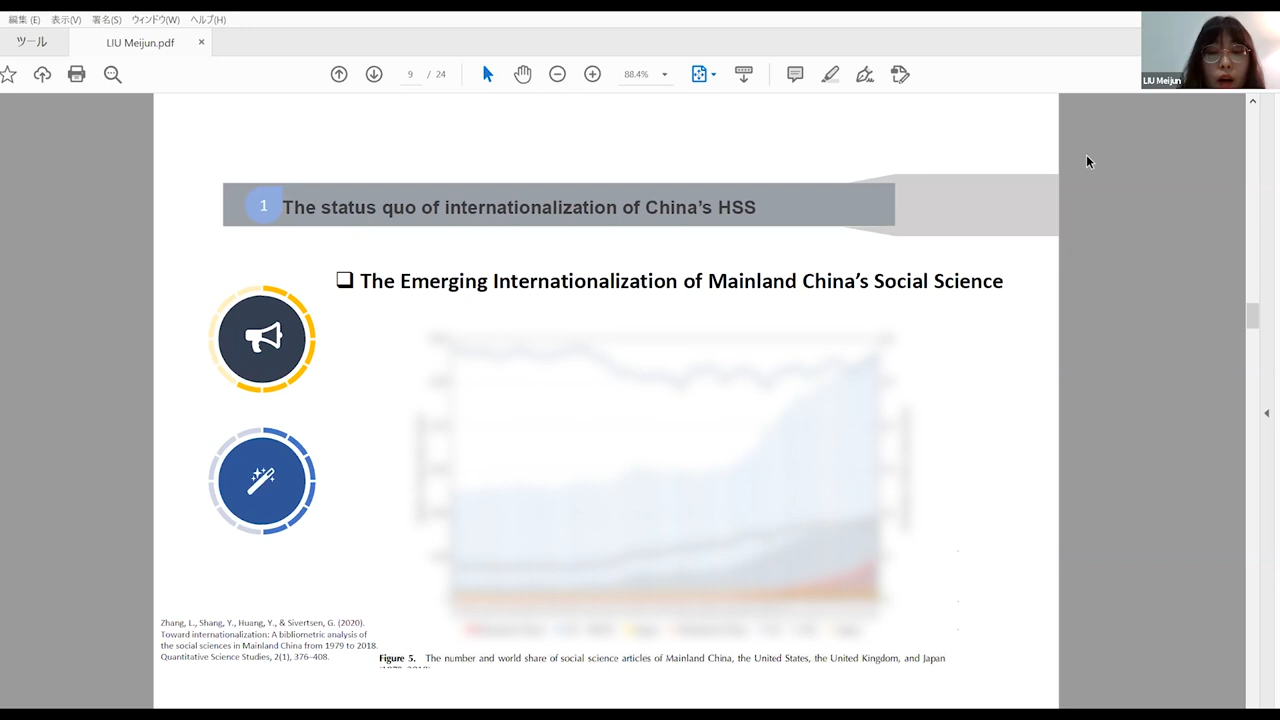 編集 (E) 表示(V) 署名(S) ウィンドウ(W) ヘルプ(H)
ツール LIU Meijun.pdf ×
9 / 24 88.4%
LIU Meijun
1 The status quo of internationalization of China's HSS
❑ The Emerging Internationalization of Mainland China's Social Science
Zhang, L., Shang, Y., Huang, Y., & Sivertsen, G. (2020).
Toward internationalization: A bibliometric analysis of
the social sciences in Mainland China from 1979 to 2018.
Quantitative Science Studies, 2(1), 376–408.
Figure 5. The number and world share of social science articles of Mainland China, the United States, the United Kingdom, and Japan